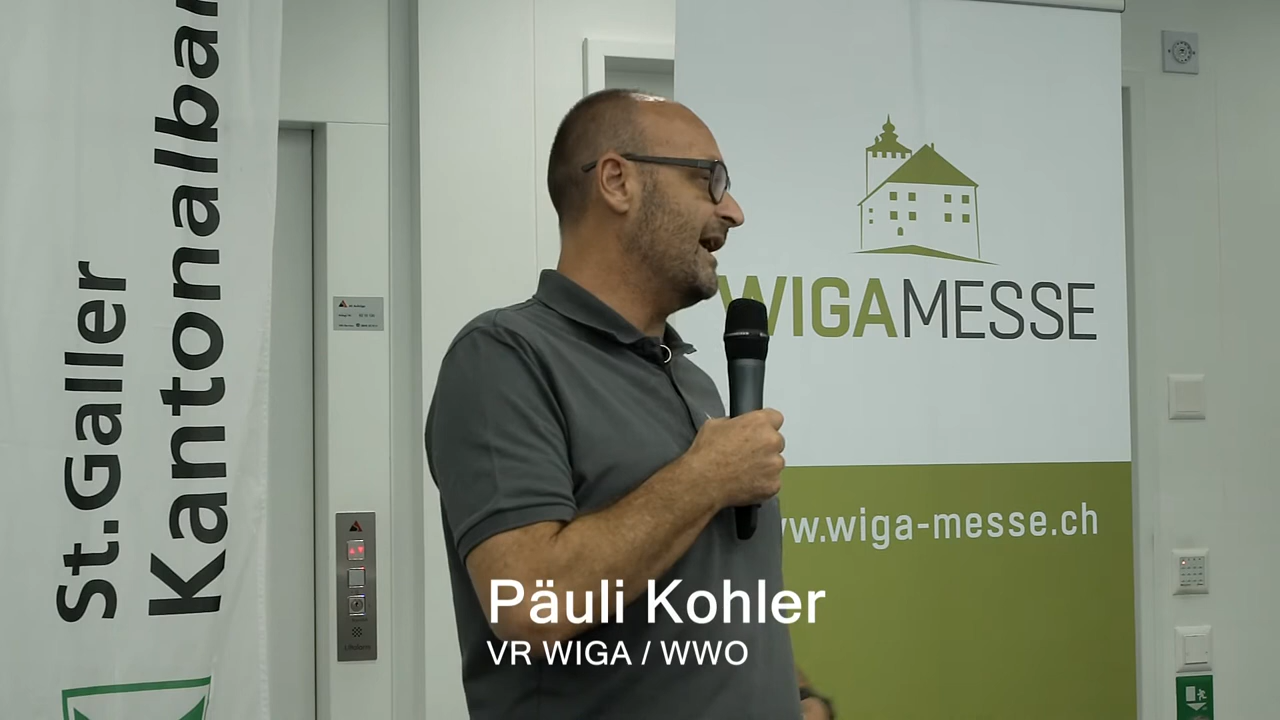 St.Galler
Kantonalba
WIGAMESSE
www.wiga-messe.ch
Päuli Kohler
VR WIGA / WWO